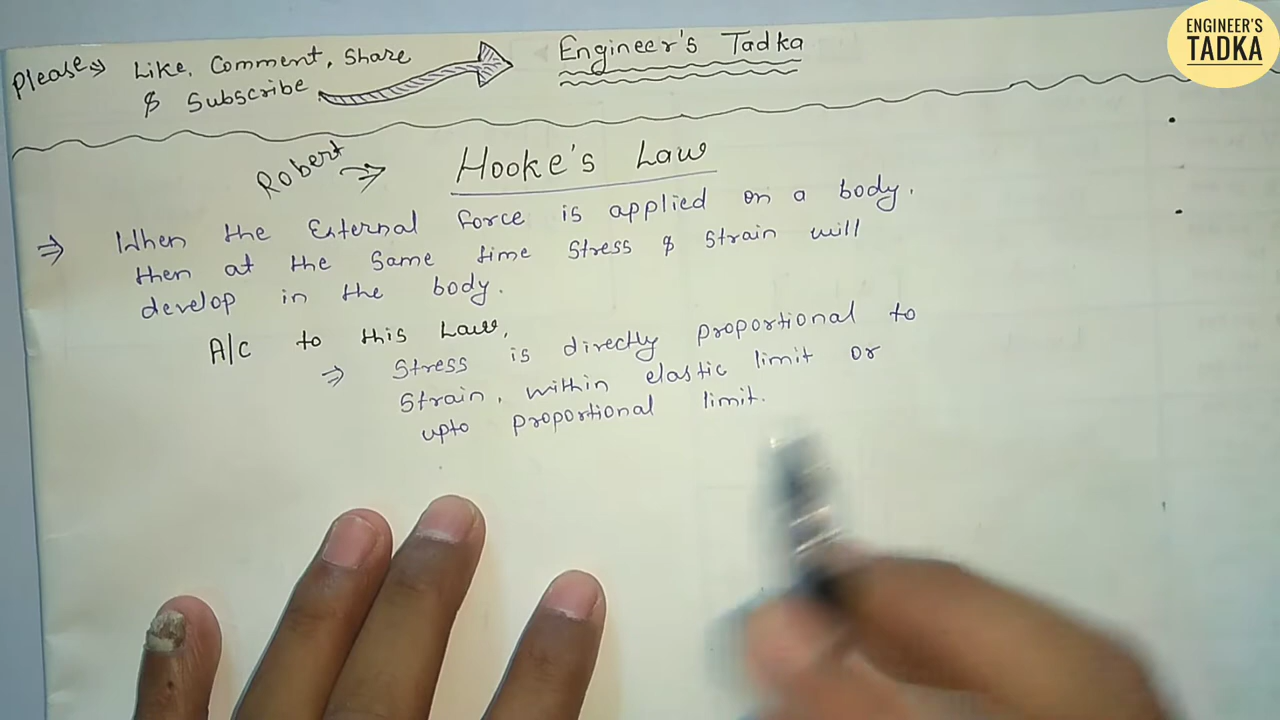 Please⇒ Like, Comment, Share
& Subscribe
Engineer's Tadka
ENGINEER'S
TADKA
Robert ⇒ Hooke's Law
⇒ When the External Force is applied on a body.
then at the same time Stress & Strain will
develop in the body.
A/c to this Law,
⇒ Stress is directly proportional to
Strain, within elastic limit or
upto proportional limit.